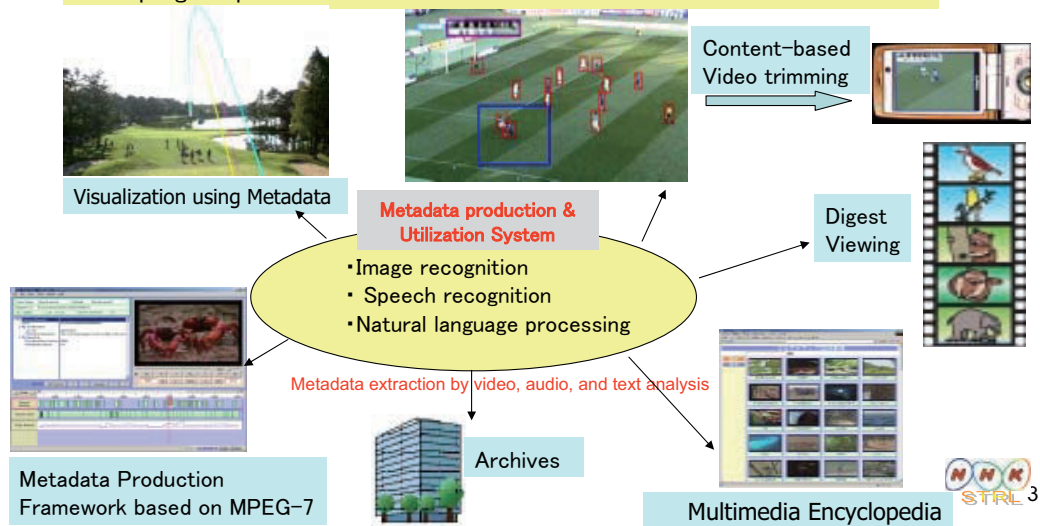 Content-based
Video trimming
Visualization using Metadata
Metadata production &
Utilization System
・Image recognition
・ Speech recognition
・Natural language processing
Digest
Viewing
Metadata extraction by video, audio, and text analysis
Archives
Metadata Production
Framework based on MPEG-7
Multimedia Encyclopedia
NHK
STRL
3